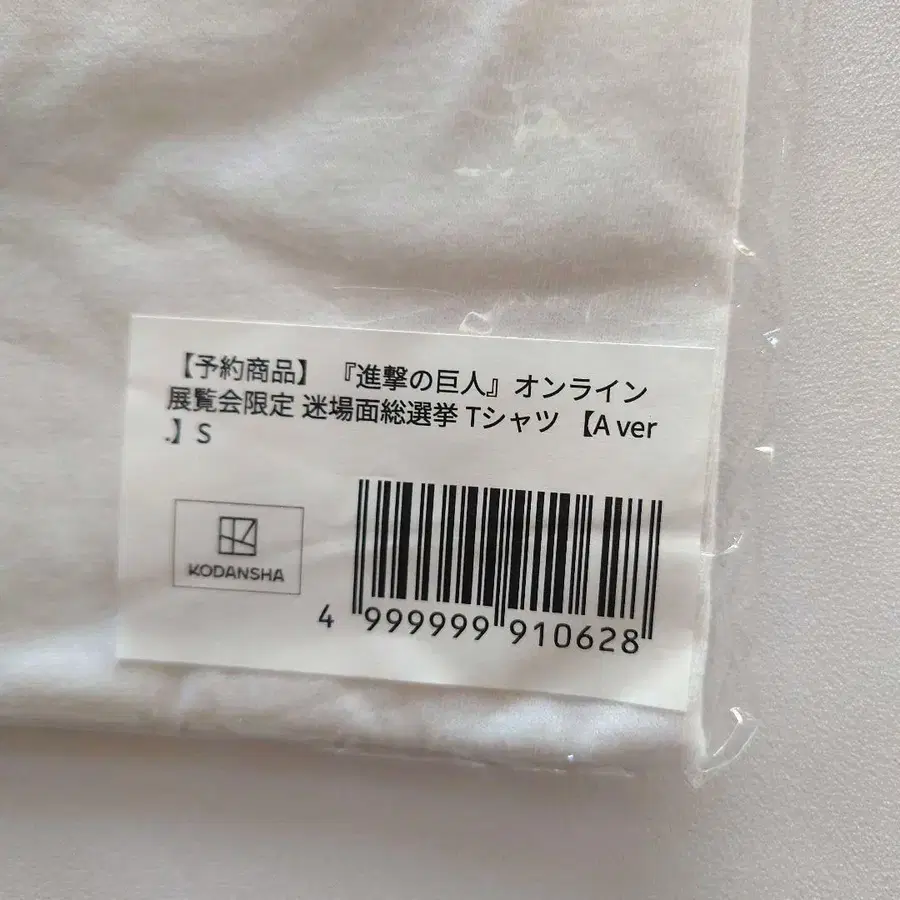 【予約商品】 『進撃の巨人』オンライン
展覧会限定 迷場面総選挙 Tシャツ 【A ver
.】S
KODANSHA
4 999999 910628